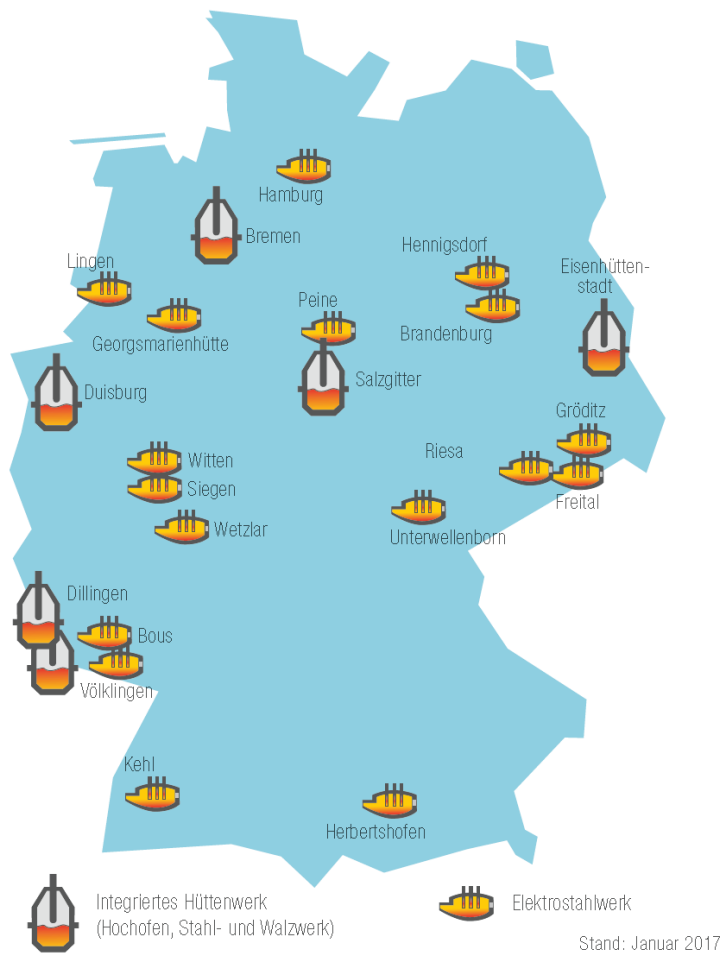 Hamburg
Bremen
Hennigsdorf
Lingen
Eisenhütten-
stadt
Peine
Brandenburg
Georgsmarienhütte
Salzgitter
Duisburg
Gröditz
Riesa
Witten
Siegen
Freital
Wetzlar
Unterwellenborn
Dillingen
Bous
Völklingen
Kehl
Herbertshofen
Integriertes Hüttenwerk
(Hochofen, Stahl- und Walzwerk)
Elektrostahlwerk
Stand: Januar 2017